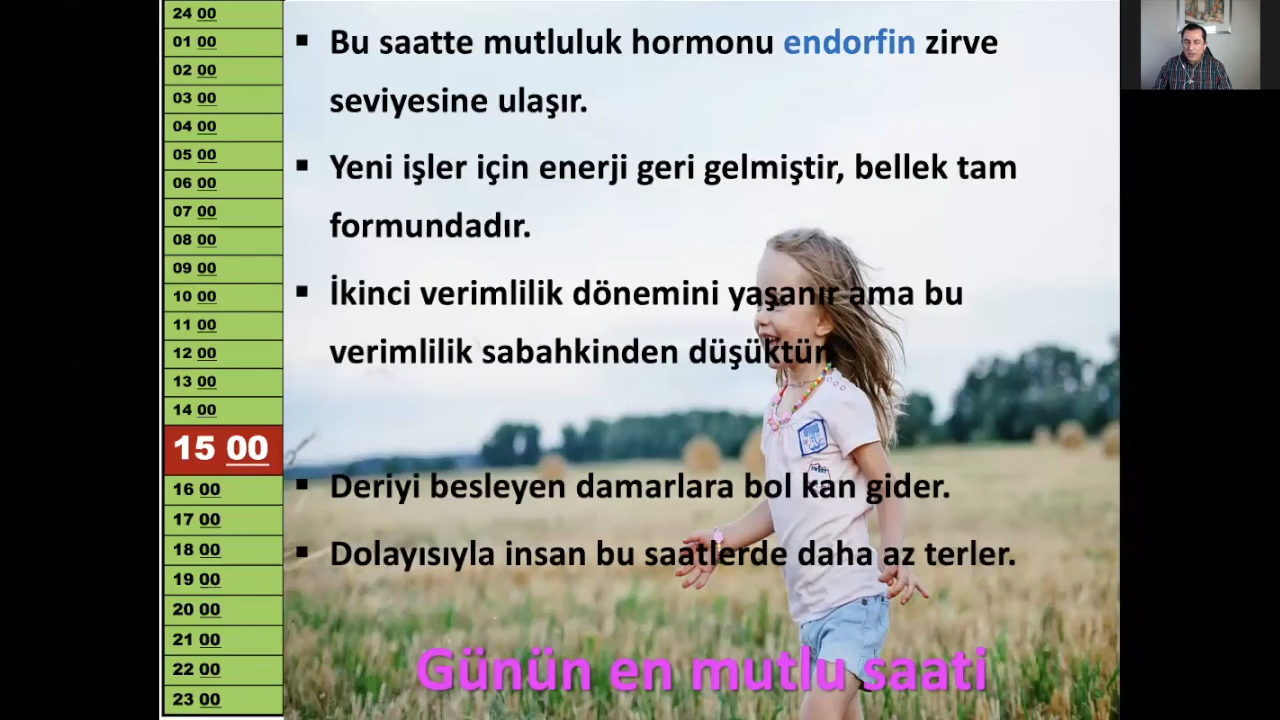 24 00
01 00
02 00
03 00
04 00
05 00
06 00
07 00
08 00
09 00
10 00
11 00
12 00
13 00
14 00
15 00
16 00
17 00
18 00
19 00
20 00
21 00
22 00
23 00
▪ Bu saatte mutluluk hormonu endorfin zirve
seviyesine ulaşır.
▪ Yeni işler için enerji geri gelmiştir, bellek tam
formundadır.
▪ İkinci verimlilik dönemini yaşanır ama bu
verimlilik sabahkinden düşüktür.
▪ Deriyi besleyen damarlara bol kan gider.
▪ Dolayısıyla insan bu saatlerde daha az terler.
Günün en mutlu saati